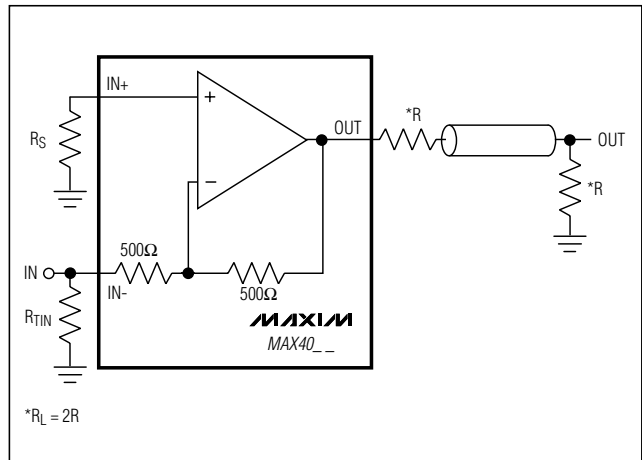 IN+
+
RS
OUT
*R
OUT
−
*R
500Ω
IN
IN-
500Ω
RTIN
MAXIM
MAX40_ _
*RL = 2R